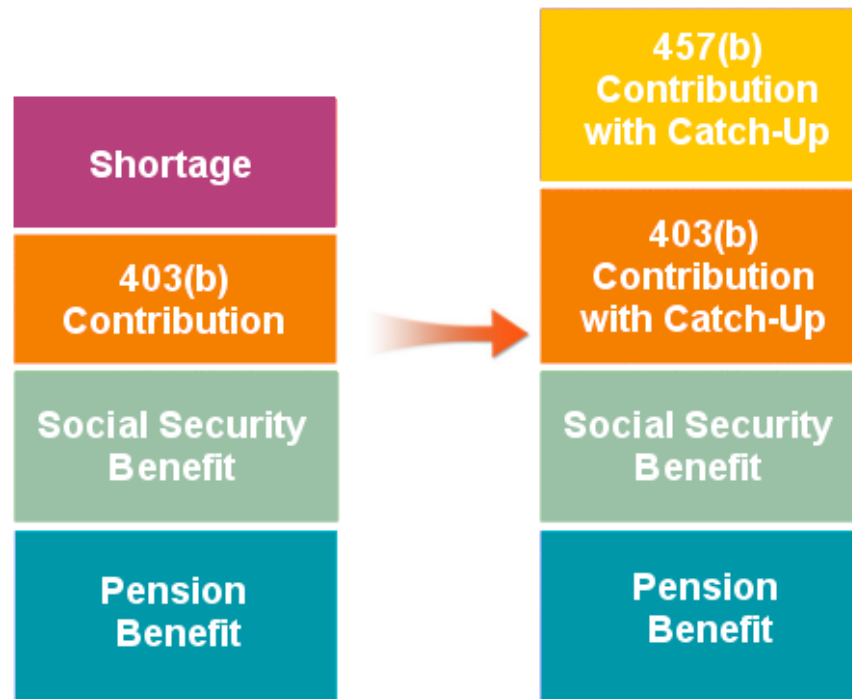 Shortage
403(b)
Contribution
Social Security
Benefit
Pension
Benefit
457(b)
Contribution
with Catch-Up
403(b)
Contribution
with Catch-Up
Social Security
Benefit
Pension
Benefit